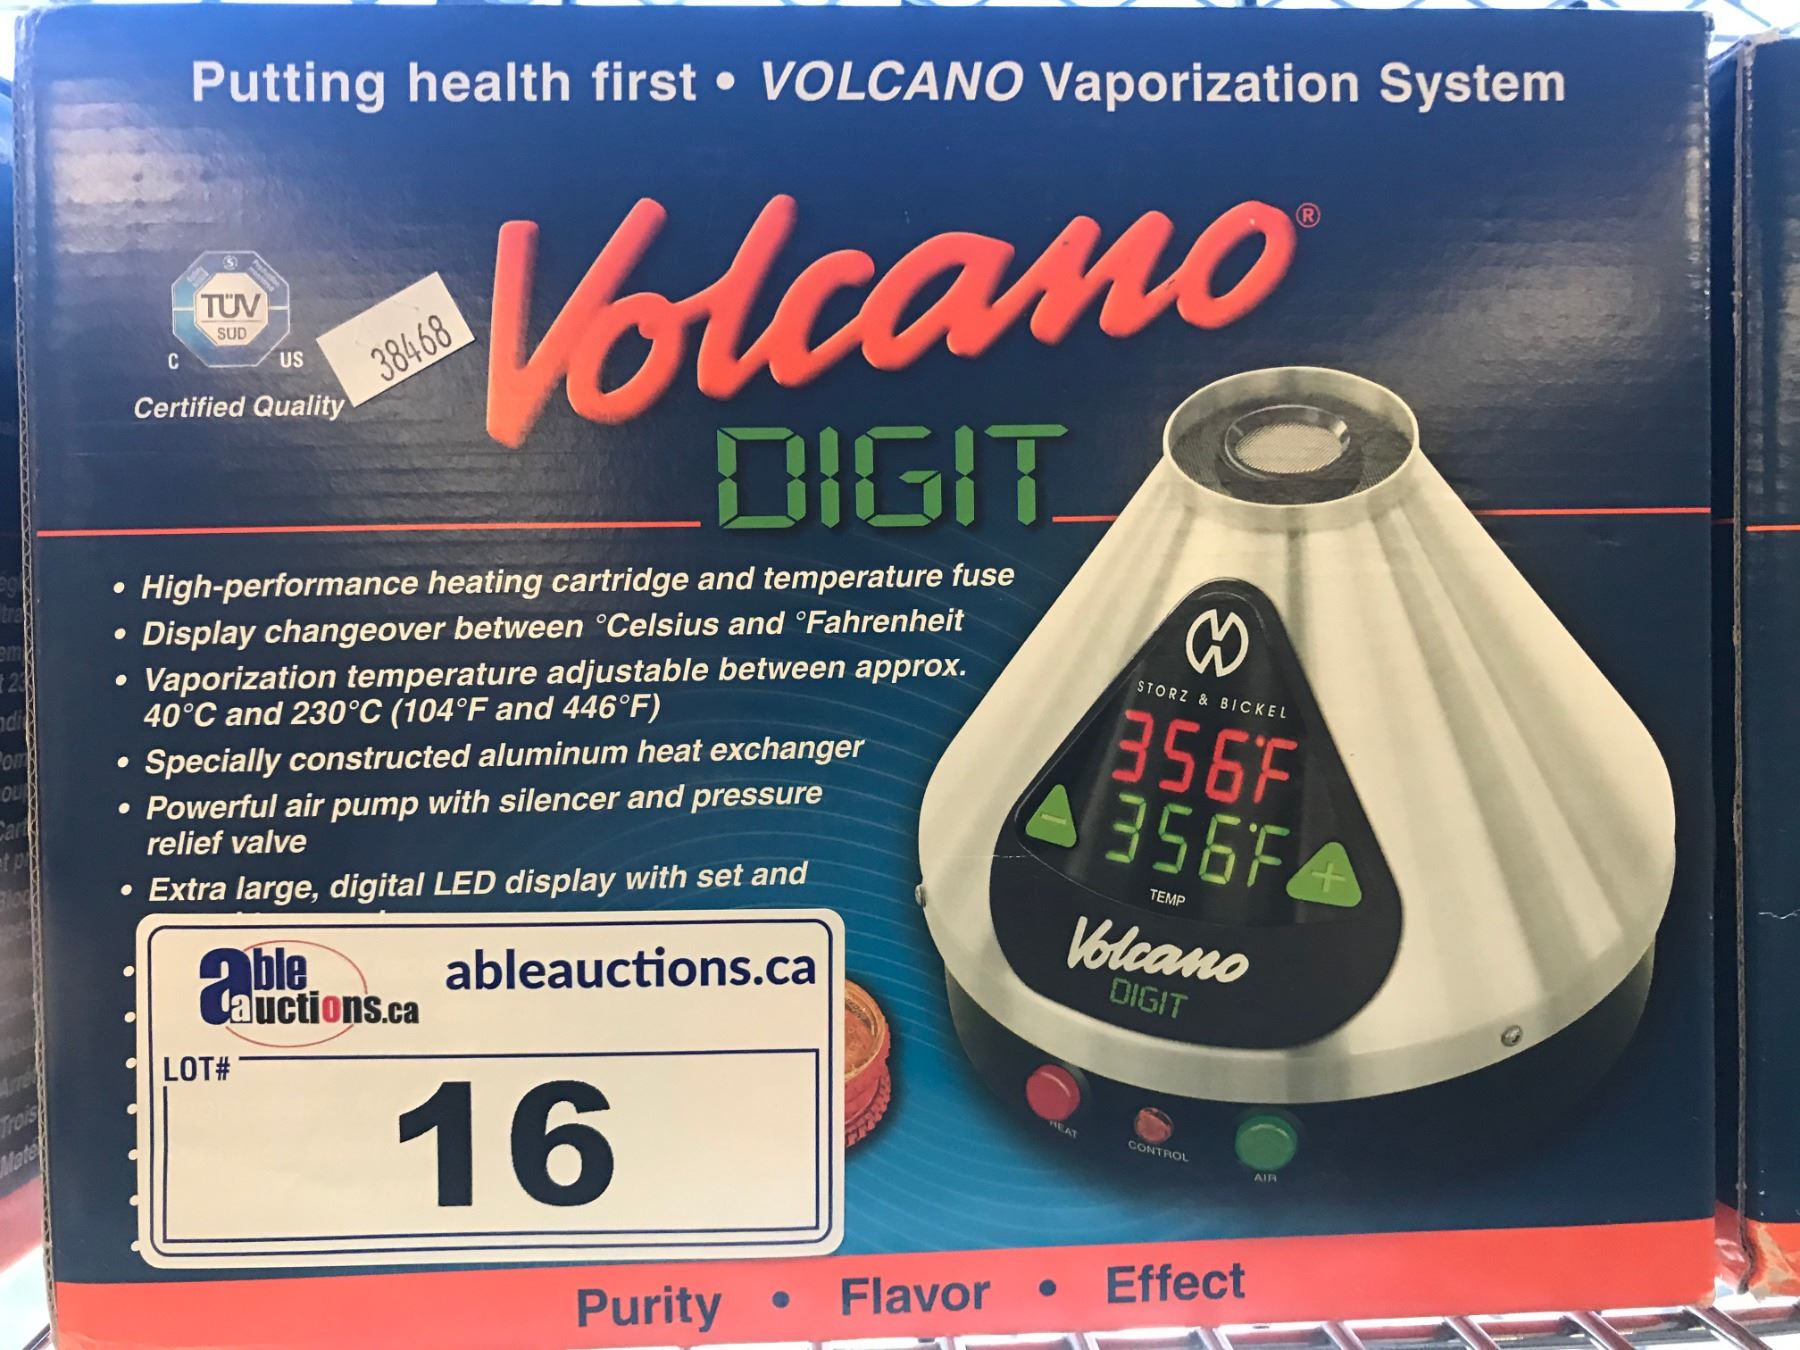 Putting health first • VOLCANO Vaporization System
Volcano®
DIGIT
TÜV
SÜD
C US
Certified Quality
38468
• High-performance heating cartridge and temperature fuse
• Display changeover between °Celsius and °Fahrenheit
• Vaporization temperature adjustable between approx.
40°C and 230°C (104°F and 446°F)
• Specially constructed aluminum heat exchanger
• Powerful air pump with silencer and pressure
relief valve
• Extra large, digital LED display with set and
STORZ & BICKEL
356°F
356°F
- +
TEMP
Volcano
DIGIT
HEAT
CONTROL
AIR
able
auctions.ca
ableauctions.ca
LOT#
16
Purity • Flavor • Effect